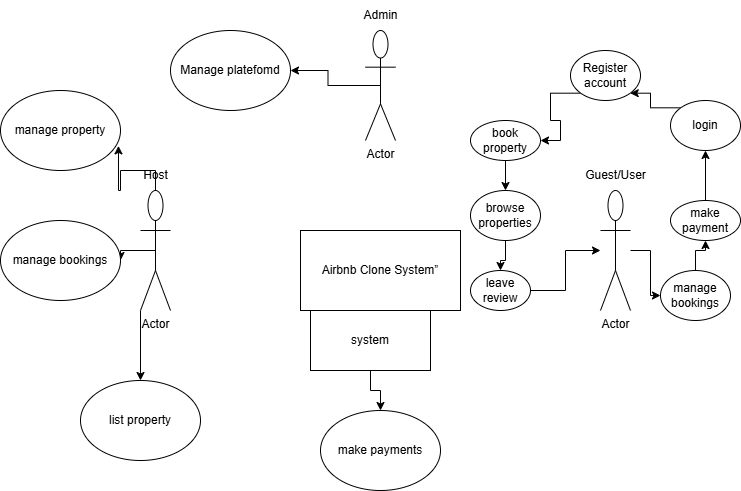 Admin
Manage platefomd
Actor
Register
account
login
book
property
manage property
Host
Guest/User
browse
properties
make
payment
manage bookings
Airbnb Clone System”
leave
review
manage
bookings
Actor
Actor
system
list property
make payments